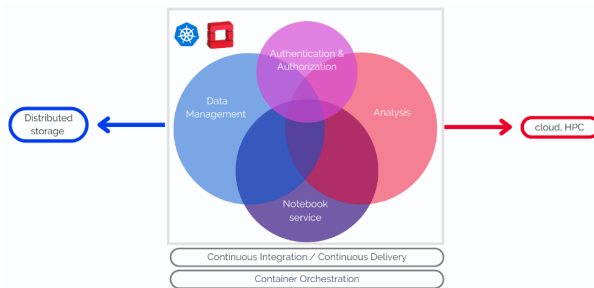 Authentication &
Authorization
Data
Management
Analysis
Distributed
storage
cloud, HPC
Notebook
service
Continuous Integration / Continuous Delivery
Container Orchestration